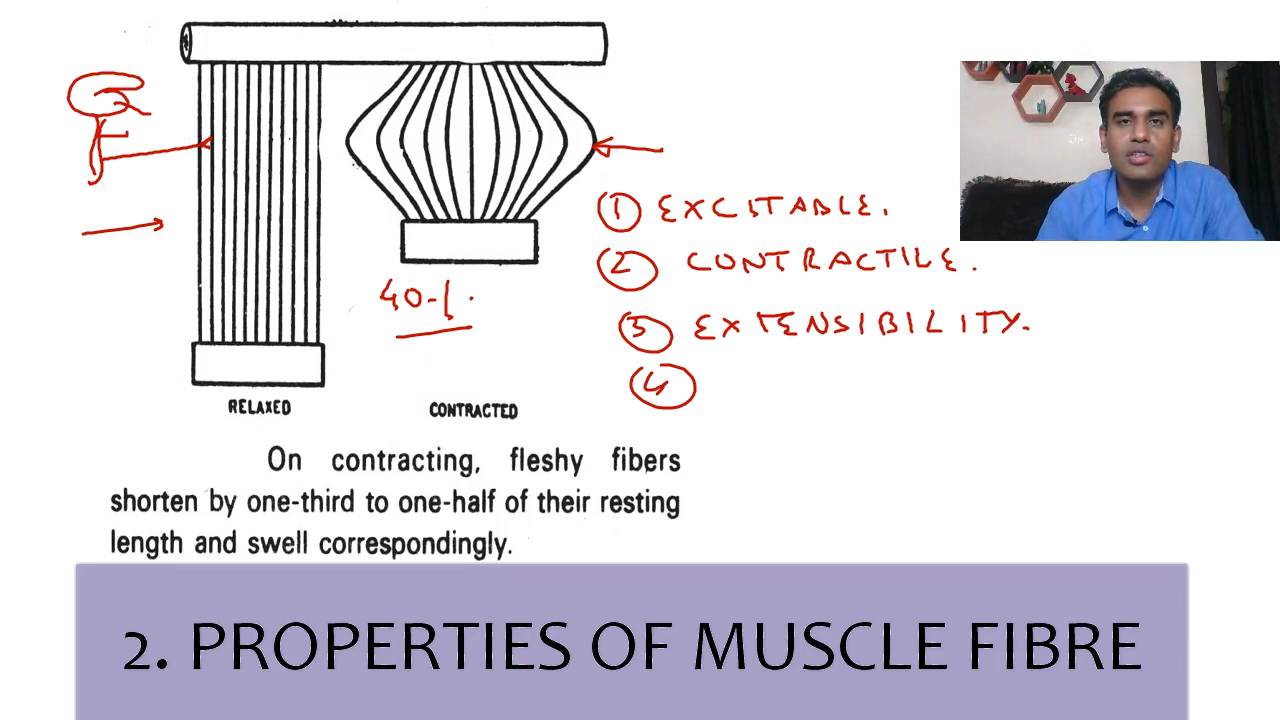 ① EXCITABLE.
② CONTRACTILE.
40%.
③ EXTENSIBILITY.
④
RELAXED
CONTRACTED
On contracting, fleshy fibers
shorten by one-third to one-half of their resting
length and swell correspondingly.
2. PROPERTIES OF MUSCLE FIBRE